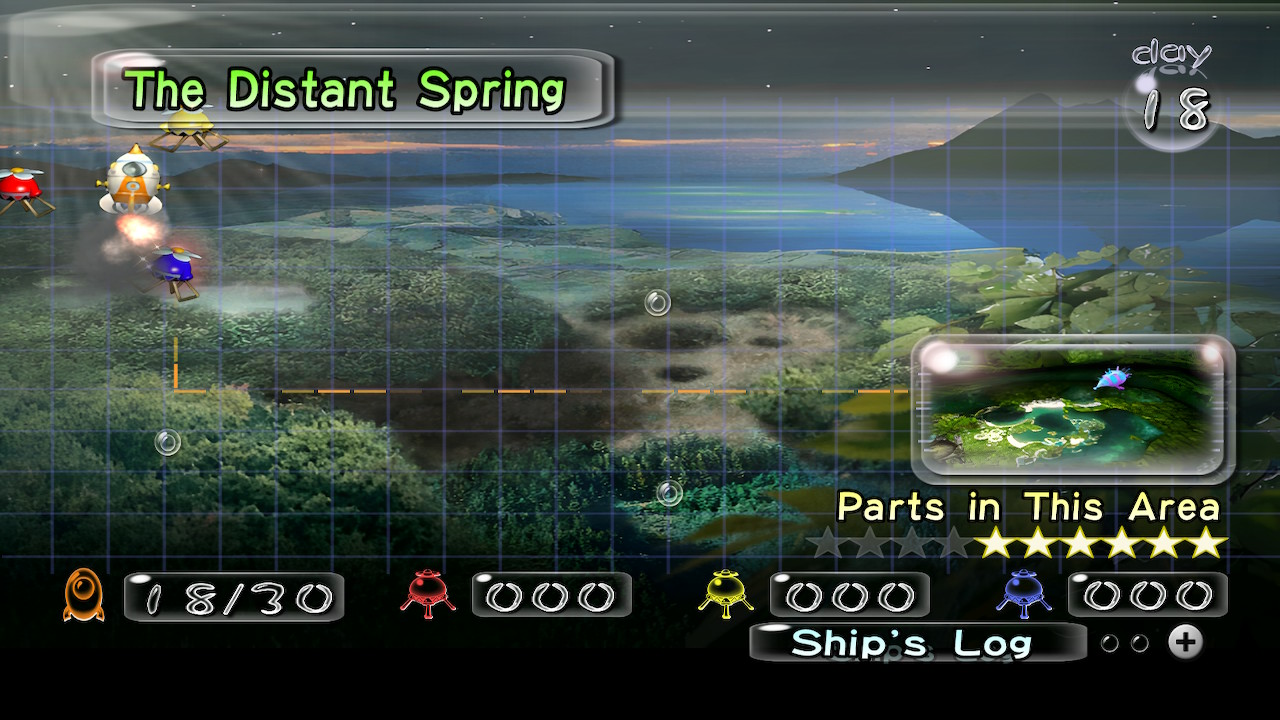 The Distant Spring
day
18
Parts in This Area
18/30
000
000
000
Ship's Log